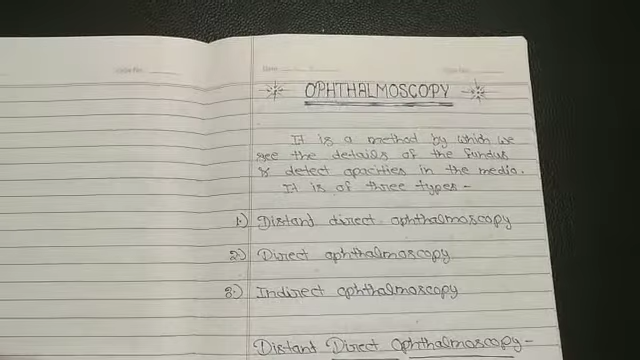 OPHTHALMOSCOPY
It is a method by which we
see the details of the fundus
& detect opacities in the media.
It is of three types -
1.) Distant direct ophthalmoscopy
2.) Direct ophthalmoscopy
3.) Indirect ophthalmoscopy
Distant Direct Ophthalmoscopy -